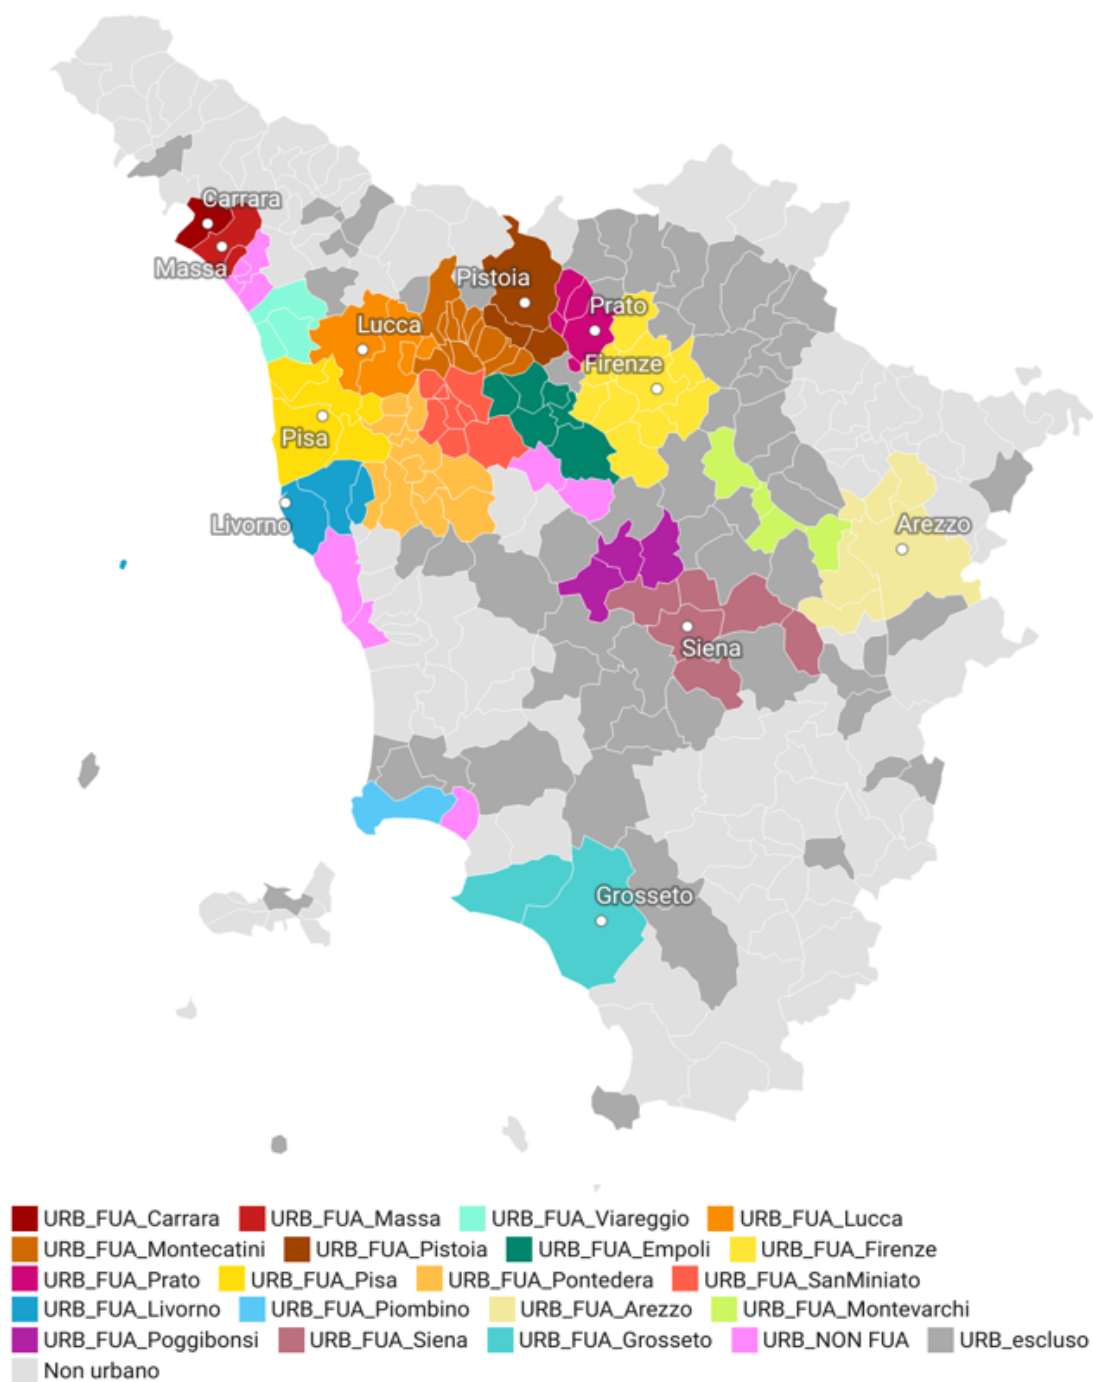 Carrara
Massa
Pistoia
Prato
Lucca
Firenze
Pisa
Livorno
Arezzo
Siena
Grosseto
URB_FUA_Carrara URB_FUA_Massa URB_FUA_Viareggio URB_FUA_Lucca
URB_FUA_Montecatini URB_FUA_Pistoia URB_FUA_Empoli URB_FUA_Firenze
URB_FUA_Prato URB_FUA_Pisa URB_FUA_Pontedera URB_FUA_SanMiniato
URB_FUA_Livorno URB_FUA_Piombino URB_FUA_Arezzo URB_FUA_Montevarchi
URB_FUA_Poggibonsi URB_FUA_Siena URB_FUA_Grosseto URB_NON FUA URB_escluso
Non urbano